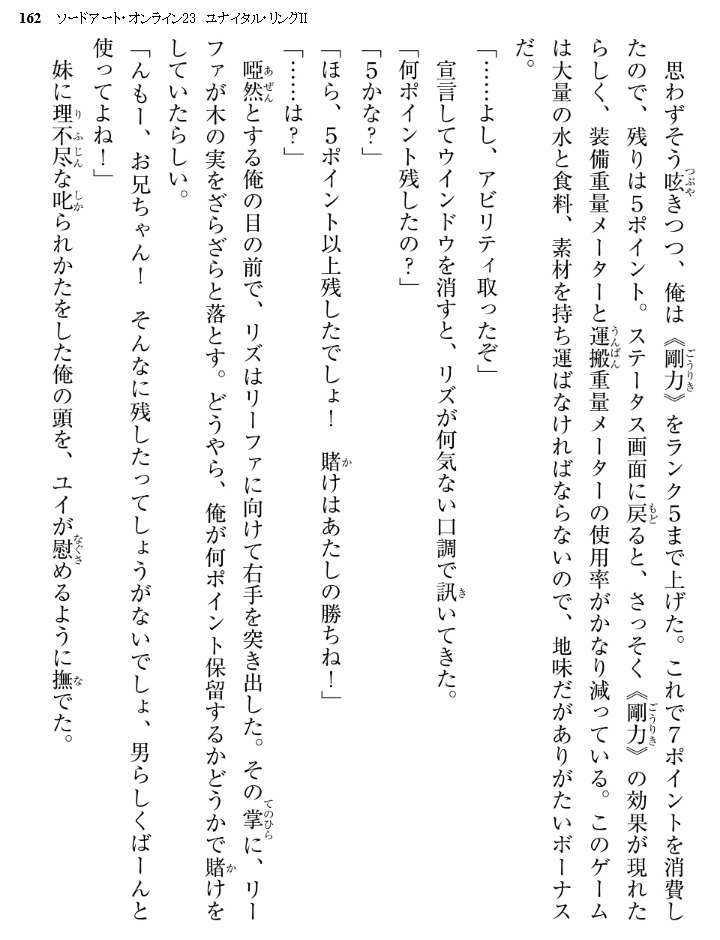 162 ソードアート・オンライン23 ユナイタル・リングⅡ
　思わずそう呟きつつ、俺は《剛力》をランク5まで上げた。これで7ポイントを消費し
たので、残りは5ポイント。ステータス画面に戻ると、さっそく《剛力》の効果が現れた
らしく、装備重量メーターと運搬重量メーターの使用率がかなり減っている。このゲーム
は大量の水と食料、素材を持ち運ばなければならないので、地味だがありがたいボーナス
だ。
「……よし、アビリティ取ったぞ」
　宣言してウインドウを消すと、リズが何気ない口調で訊いてきた。
「何ポイント残したの？」
「5かな？」
「ほら、5ポイント以上残したでしょ！　賭けはあたしの勝ちね！」
「……は？」
　啞然とする俺の目の前で、リズはリーファに向けて右手を突き出した。その掌に、リー
ファが木の実をざらざらと落とす。どうやら、俺が何ポイント保留するかどうかで賭けを
していたらしい。
「んもー、お兄ちゃん！　そんなに残したってしょうがないでしょ、男らしくばーんと
使ってよね！」
　妹に理不尽な叱られかたをした俺の頭を、ユイが慰めるように撫でた。